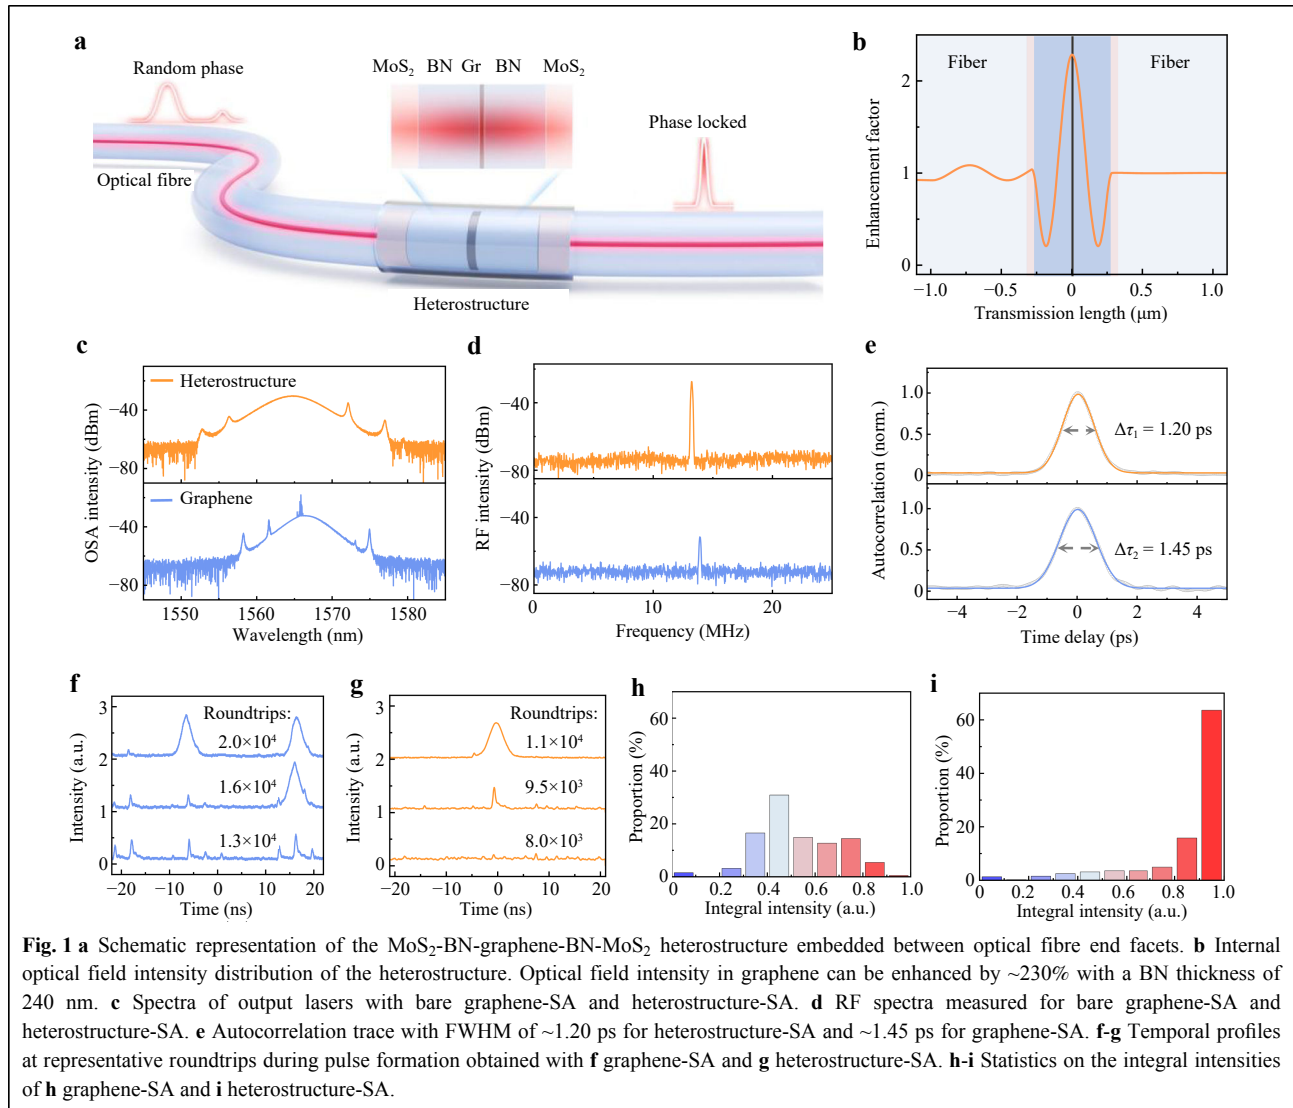 a
Random phase
MoS₂ BN Gr BN MoS₂
Phase locked
Optical fibre
Heterostructure
b
Fiber
Fiber
Enhancement factor
2
1
0
−1.0 −0.5 0 0.5 1.0
Transmission length (μm)
c
Heterostructure
−40
−80
Graphene
−40
−80
OSA intensity (dBm)
1550 1560 1570 1580
Wavelength (nm)
d
−40
−80
−40
−80
RF intensity (dBm)
0 10 20
Frequency (MHz)
e
1.0
0.5
0
Δτ₁ = 1.20 ps
1.0
0.5
0
Δτ₂ = 1.45 ps
Autocorrelation (norm.)
−4 −2 0 2 4
Time delay (ps)
f
3
2
1
0
Intensity (a.u.)
Roundtrips:
2.0×10⁴
1.6×10⁴
1.3×10⁴
−20 −10 0 10 20
Time (ns)
g
3
2
1
0
Intensity (a.u.)
Roundtrips:
1.1×10⁴
9.5×10³
8.0×10³
−20 −10 0 10 20
Time (ns)
h
60
40
20
0
Proportion (%)
0.0 0.2 0.4 0.6 0.8 1.0
Integral intensity (a.u.)
i
60
40
20
0
Proportion (%)
0.0 0.2 0.4 0.6 0.8 1.0
Integral intensity (a.u.)
Fig. 1 a Schematic representation of the MoS₂-BN-graphene-BN-MoS₂ heterostructure embedded between optical fibre end facets. b Internal
optical field intensity distribution of the heterostructure. Optical field intensity in graphene can be enhanced by ~230% with a BN thickness of
240 nm. c Spectra of output lasers with bare graphene-SA and heterostructure-SA. d RF spectra measured for bare graphene-SA and
heterostructure-SA. e Autocorrelation trace with FWHM of ~1.20 ps for heterostructure-SA and ~1.45 ps for graphene-SA. f-g Temporal profiles
at representative roundtrips during pulse formation obtained with f graphene-SA and g heterostructure-SA. h-i Statistics on the integral intensities
of h graphene-SA and i heterostructure-SA.